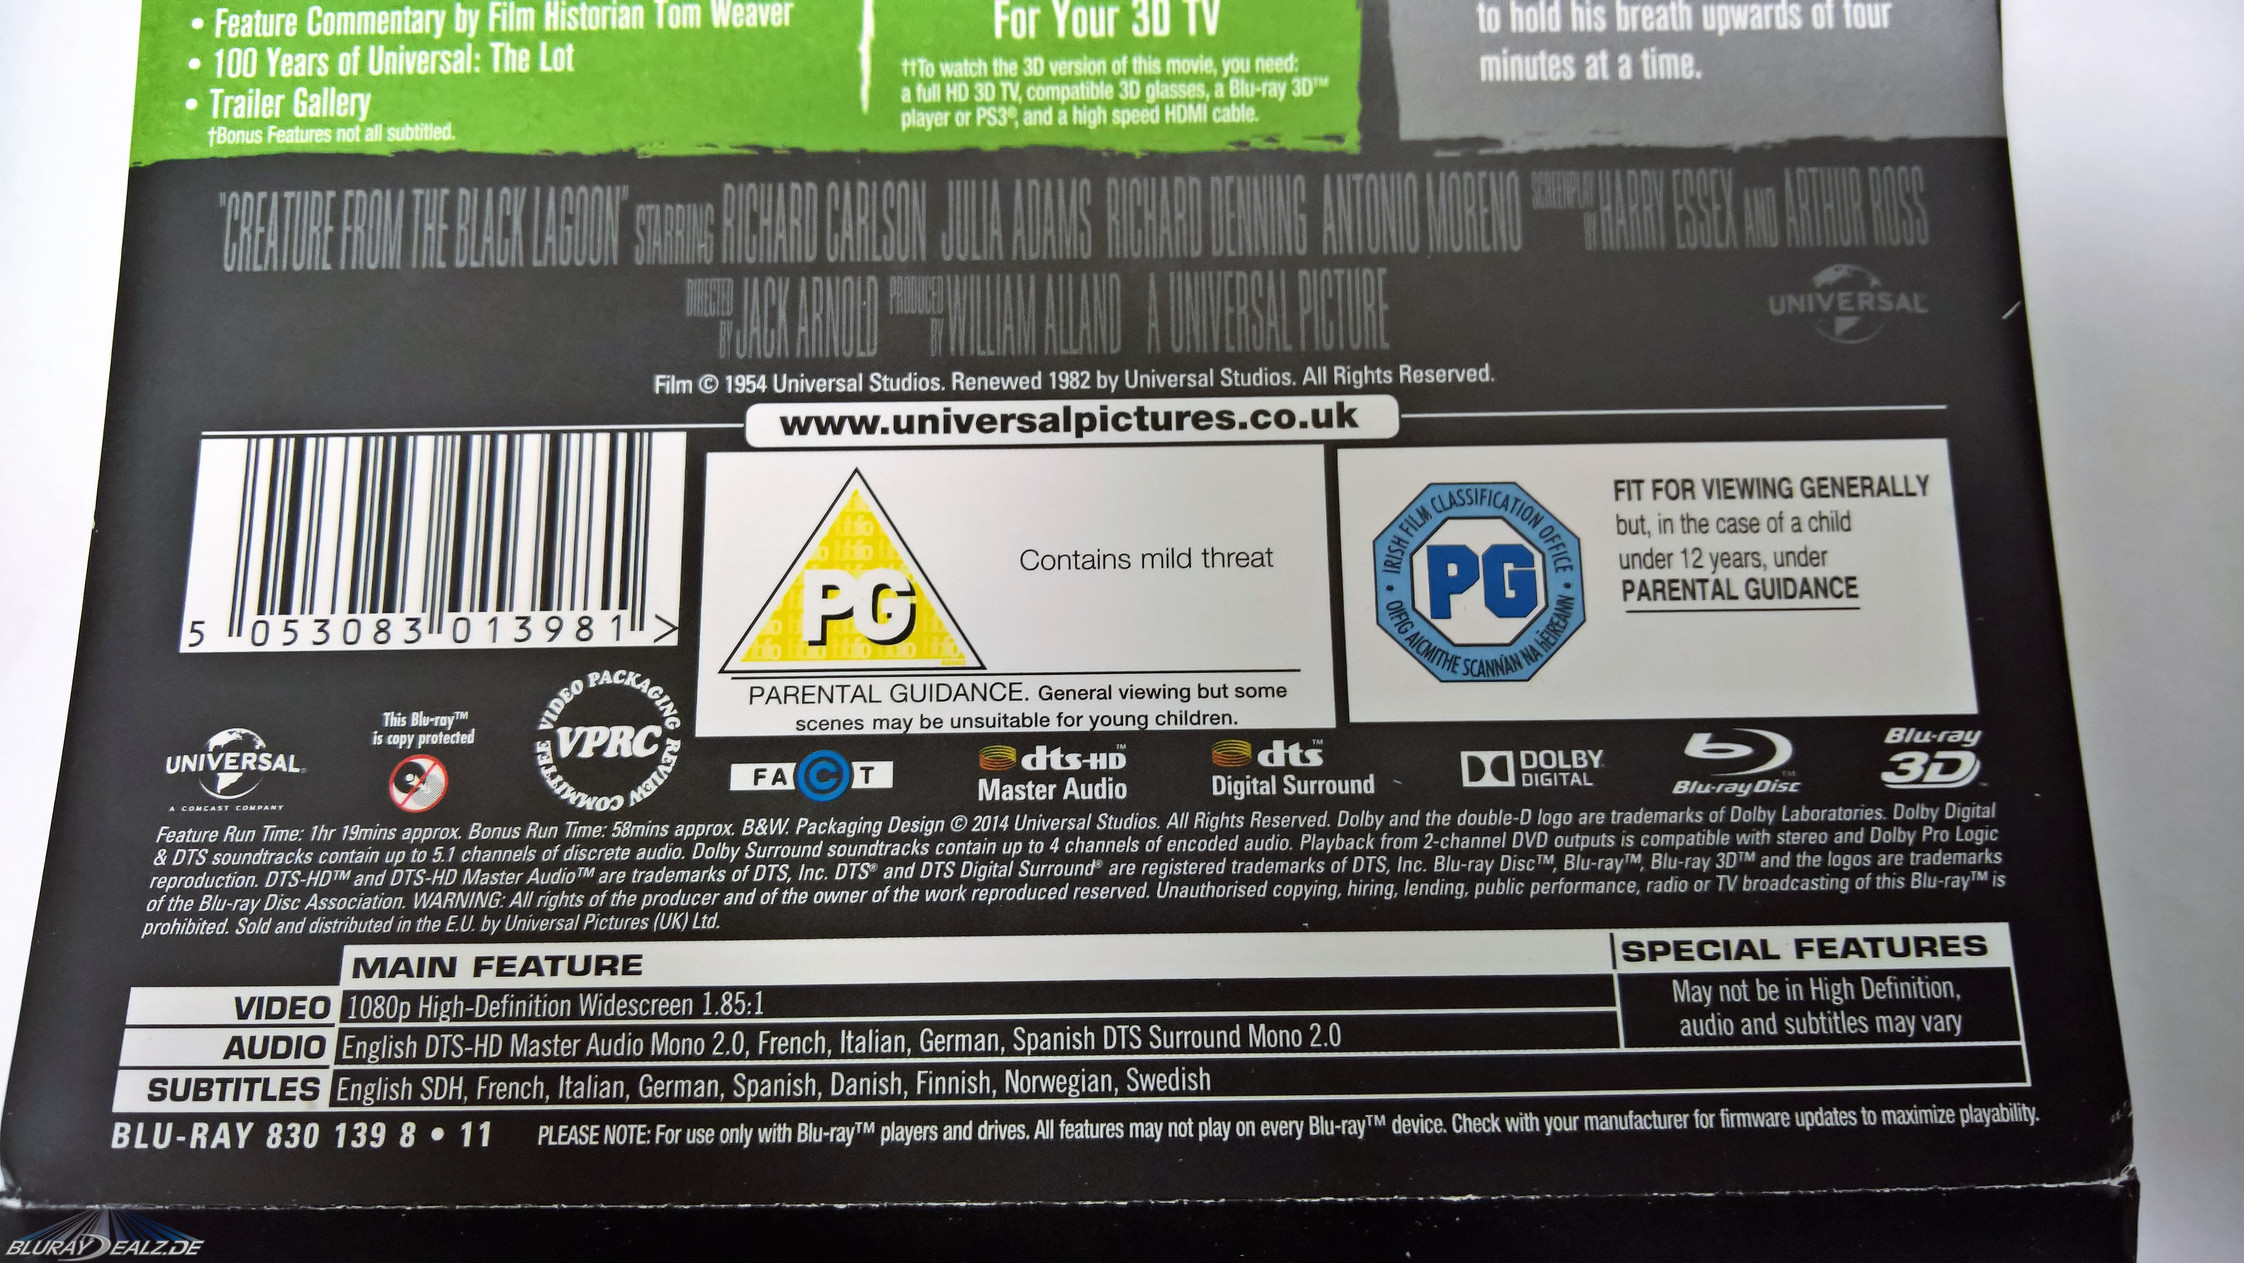 • Feature Commentary by Film Historian Tom Weaver
• 100 Years of Universal: The Lot
• Trailer Gallery
†Bonus Features not all subtitled.
For Your 3D TV
††To watch the 3D version of this movie, you need:
a full HD 3D TV, compatible 3D glasses, a Blu-ray 3D™
player or PS3®, and a high speed HDMI cable.
to hold his breath upwards of four
minutes at a time.
"CREATURE FROM THE BLACK LAGOON" STARRING RICHARD CARLSON JULIA ADAMS RICHARD DENNING ANTONIO MORENO SCREENPLAY BY HARRY ESSEX AND ARTHUR ROSS
DIRECTED BY JACK ARNOLD PRODUCED BY WILLIAM ALLAND A UNIVERSAL PICTURE
UNIVERSAL
Film © 1954 Universal Studios. Renewed 1982 by Universal Studios. All Rights Reserved.
www.universalpictures.co.uk
5 053083 013981 >
PG
Contains mild threat
PARENTAL GUIDANCE. General viewing but some
scenes may be unsuitable for young children.
IRISH FILM CLASSIFICATION OFFICE • OIFIG AICMITHE SCANNÁN NA hÉIREANN •
PG
FIT FOR VIEWING GENERALLY
but, in the case of a child
under 12 years, under
PARENTAL GUIDANCE
UNIVERSAL
A COMCAST COMPANY
This Blu-ray™
is copy protected
VIDEO PACKAGING REVIEW COMMITTEE
VPRC
FACT
dts-HD™
Master Audio
dts™
Digital Surround
DOLBY
DIGITAL
Blu-ray Disc™
Blu-ray
3D™
Feature Run Time: 1hr 19mins approx. Bonus Run Time: 58mins approx. B&W. Packaging Design © 2014 Universal Studios. All Rights Reserved. Dolby and the double-D logo are trademarks of Dolby Laboratories. Dolby Digital
& DTS soundtracks contain up to 5.1 channels of discrete audio. Dolby Surround soundtracks contain up to 4 channels of encoded audio. Playback from 2-channel DVD outputs is compatible with stereo and Dolby Pro Logic
reproduction. DTS-HD™ and DTS-HD Master Audio™ are trademarks of DTS, Inc. DTS® and DTS Digital Surround® are registered trademarks of DTS, Inc. Blu-ray Disc™, Blu-ray™, Blu-ray 3D™ and the logos are trademarks
of the Blu-ray Disc Association. WARNING: All rights of the producer and of the owner of the work reproduced reserved. Unauthorised copying, hiring, lending, public performance, radio or TV broadcasting of this Blu-ray™ is
prohibited. Sold and distributed in the E.U. by Universal Pictures (UK) Ltd.
MAIN FEATURE
SPECIAL FEATURES
VIDEO 1080p High-Definition Widescreen 1.85:1
May not be in High Definition,
audio and subtitles may vary
AUDIO English DTS-HD Master Audio Mono 2.0, French, Italian, German, Spanish DTS Surround Mono 2.0
SUBTITLES English SDH, French, Italian, German, Spanish, Danish, Finnish, Norwegian, Swedish
BLU-RAY 830 139 8 • 11
PLEASE NOTE: For use only with Blu-ray™ players and drives. All features may not play on every Blu-ray™ device. Check with your manufacturer for firmware updates to maximize playability.
BLURAYDEALZ.DE